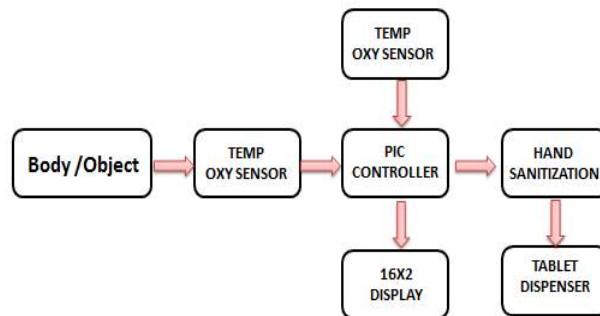 TEMP
OXY SENSOR
Body /Object
TEMP
OXY SENSOR
PIC
CONTROLLER
HAND
SANITIZATION
16X2
DISPLAY
TABLET
DISPENSER